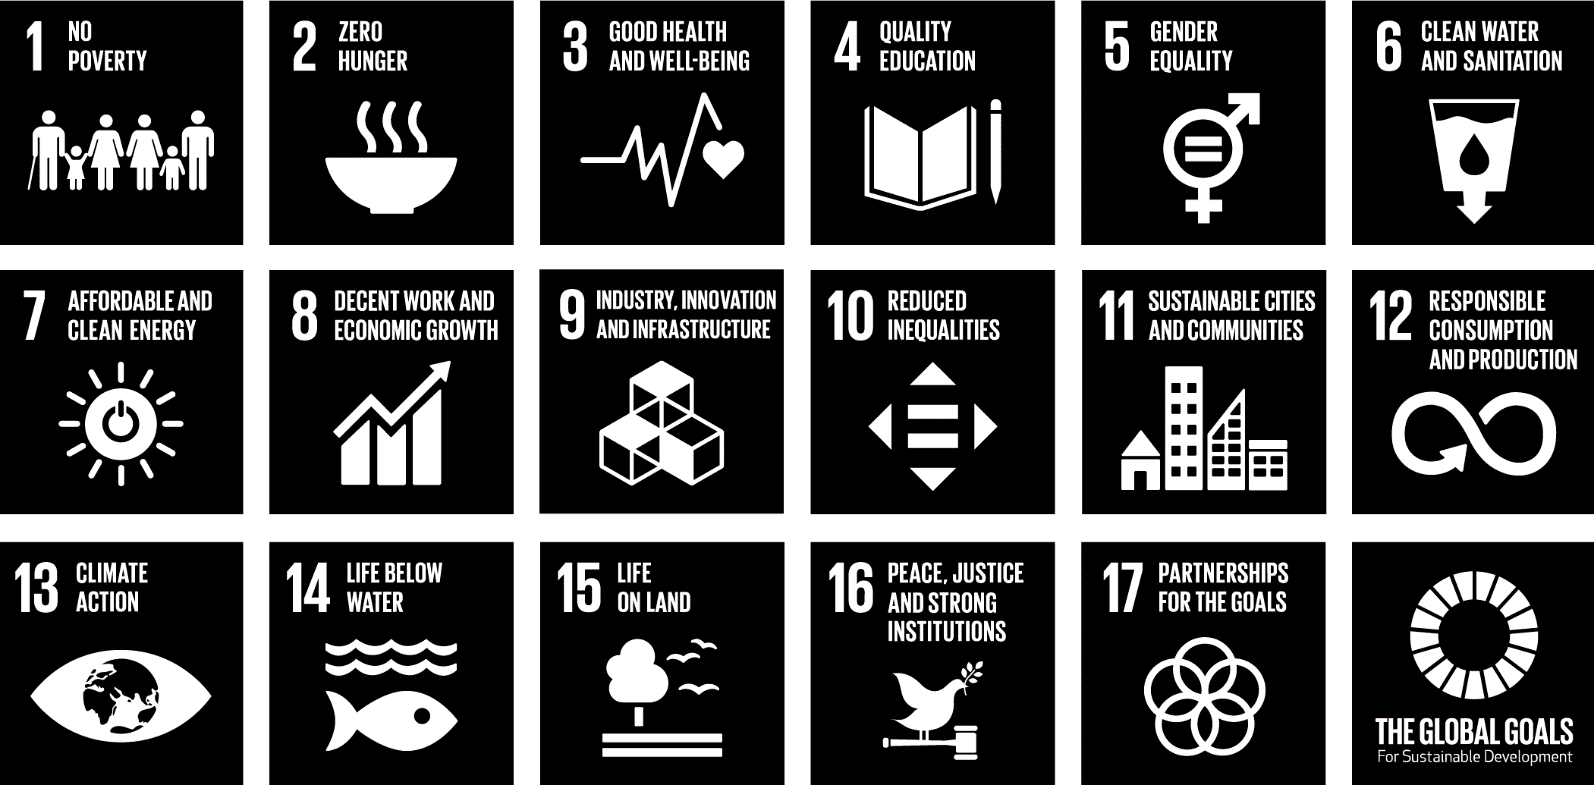 1 NO
POVERTY
2 ZERO
HUNGER
3 GOOD HEALTH
AND WELL-BEING
4 QUALITY
EDUCATION
5 GENDER
EQUALITY
6 CLEAN WATER
AND SANITATION
7 AFFORDABLE AND
CLEAN ENERGY
8 DECENT WORK AND
ECONOMIC GROWTH
9 INDUSTRY, INNOVATION
AND INFRASTRUCTURE
10 REDUCED
INEQUALITIES
11 SUSTAINABLE CITIES
AND COMMUNITIES
12 RESPONSIBLE
CONSUMPTION
AND PRODUCTION
13 CLIMATE
ACTION
14 LIFE BELOW
WATER
15 LIFE
ON LAND
16 PEACE, JUSTICE
AND STRONG
INSTITUTIONS
17 PARTNERSHIPS
FOR THE GOALS
THE GLOBAL GOALS
For Sustainable Development